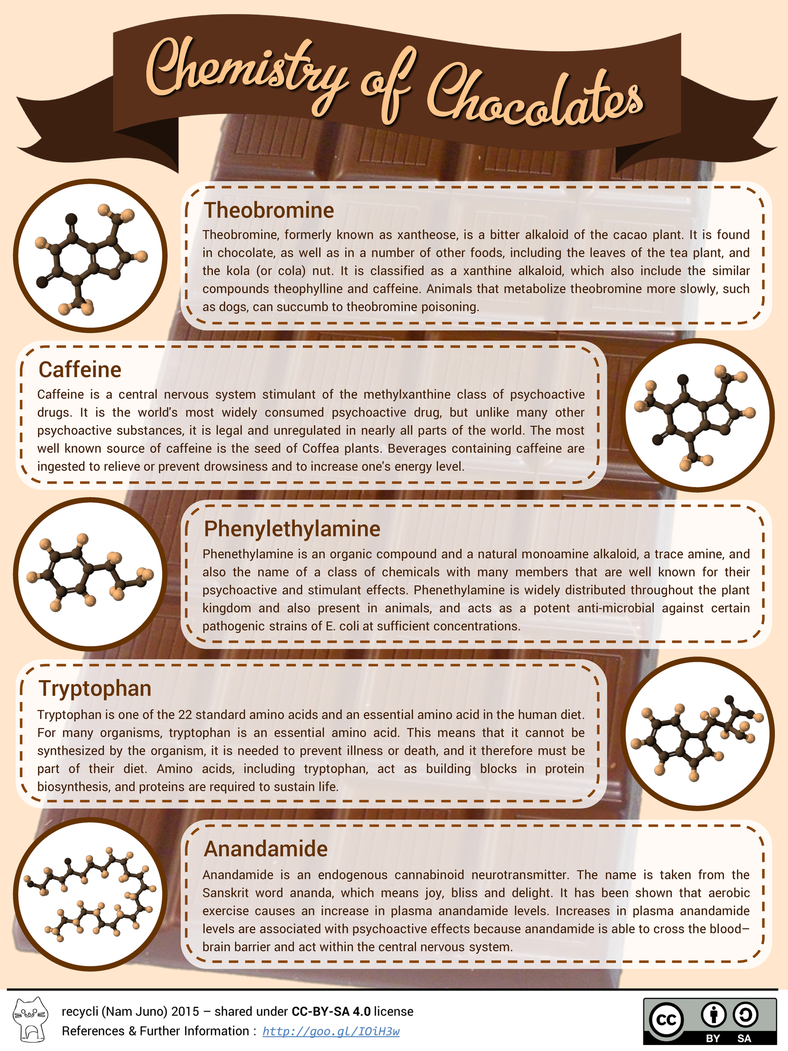 Chemistry of Chocolates
Theobromine
Theobromine, formerly known as xantheose, is a bitter alkaloid of the cacao plant. It is found
in chocolate, as well as in a number of other foods, including the leaves of the tea plant, and
the kola (or cola) nut. It is classified as a xanthine alkaloid, which also include the similar
compounds theophylline and caffeine. Animals that metabolize theobromine more slowly, such
as dogs, can succumb to theobromine poisoning.
Caffeine
Caffeine is a central nervous system stimulant of the methylxanthine class of psychoactive
drugs. It is the world's most widely consumed psychoactive drug, but unlike many other
psychoactive substances, it is legal and unregulated in nearly all parts of the world. The most
well known source of caffeine is the seed of Coffea plants. Beverages containing caffeine are
ingested to relieve or prevent drowsiness and to increase one's energy level.
Phenylethylamine
Phenethylamine is an organic compound and a natural monoamine alkaloid, a trace amine, and
also the name of a class of chemicals with many members that are well known for their
psychoactive and stimulant effects. Phenethylamine is widely distributed throughout the plant
kingdom and also present in animals, and acts as a potent anti-microbial against certain
pathogenic strains of E. coli at sufficient concentrations.
Tryptophan
Tryptophan is one of the 22 standard amino acids and an essential amino acid in the human diet.
For many organisms, tryptophan is an essential amino acid. This means that it cannot be
synthesized by the organism, it is needed to prevent illness or death, and it therefore must be
part of their diet. Amino acids, including tryptophan, act as building blocks in protein
biosynthesis, and proteins are required to sustain life.
Anandamide
Anandamide is an endogenous cannabinoid neurotransmitter. The name is taken from the
Sanskrit word ananda, which means joy, bliss and delight. It has been shown that aerobic
exercise causes an increase in plasma anandamide levels. Increases in plasma anandamide
levels are associated with psychoactive effects because anandamide is able to cross the blood–
brain barrier and act within the central nervous system.
recycli (Nam Juno) 2015 – shared under CC-BY-SA 4.0 license
References & Further Information : http://goo.gl/IOiH3w
cc BY SA